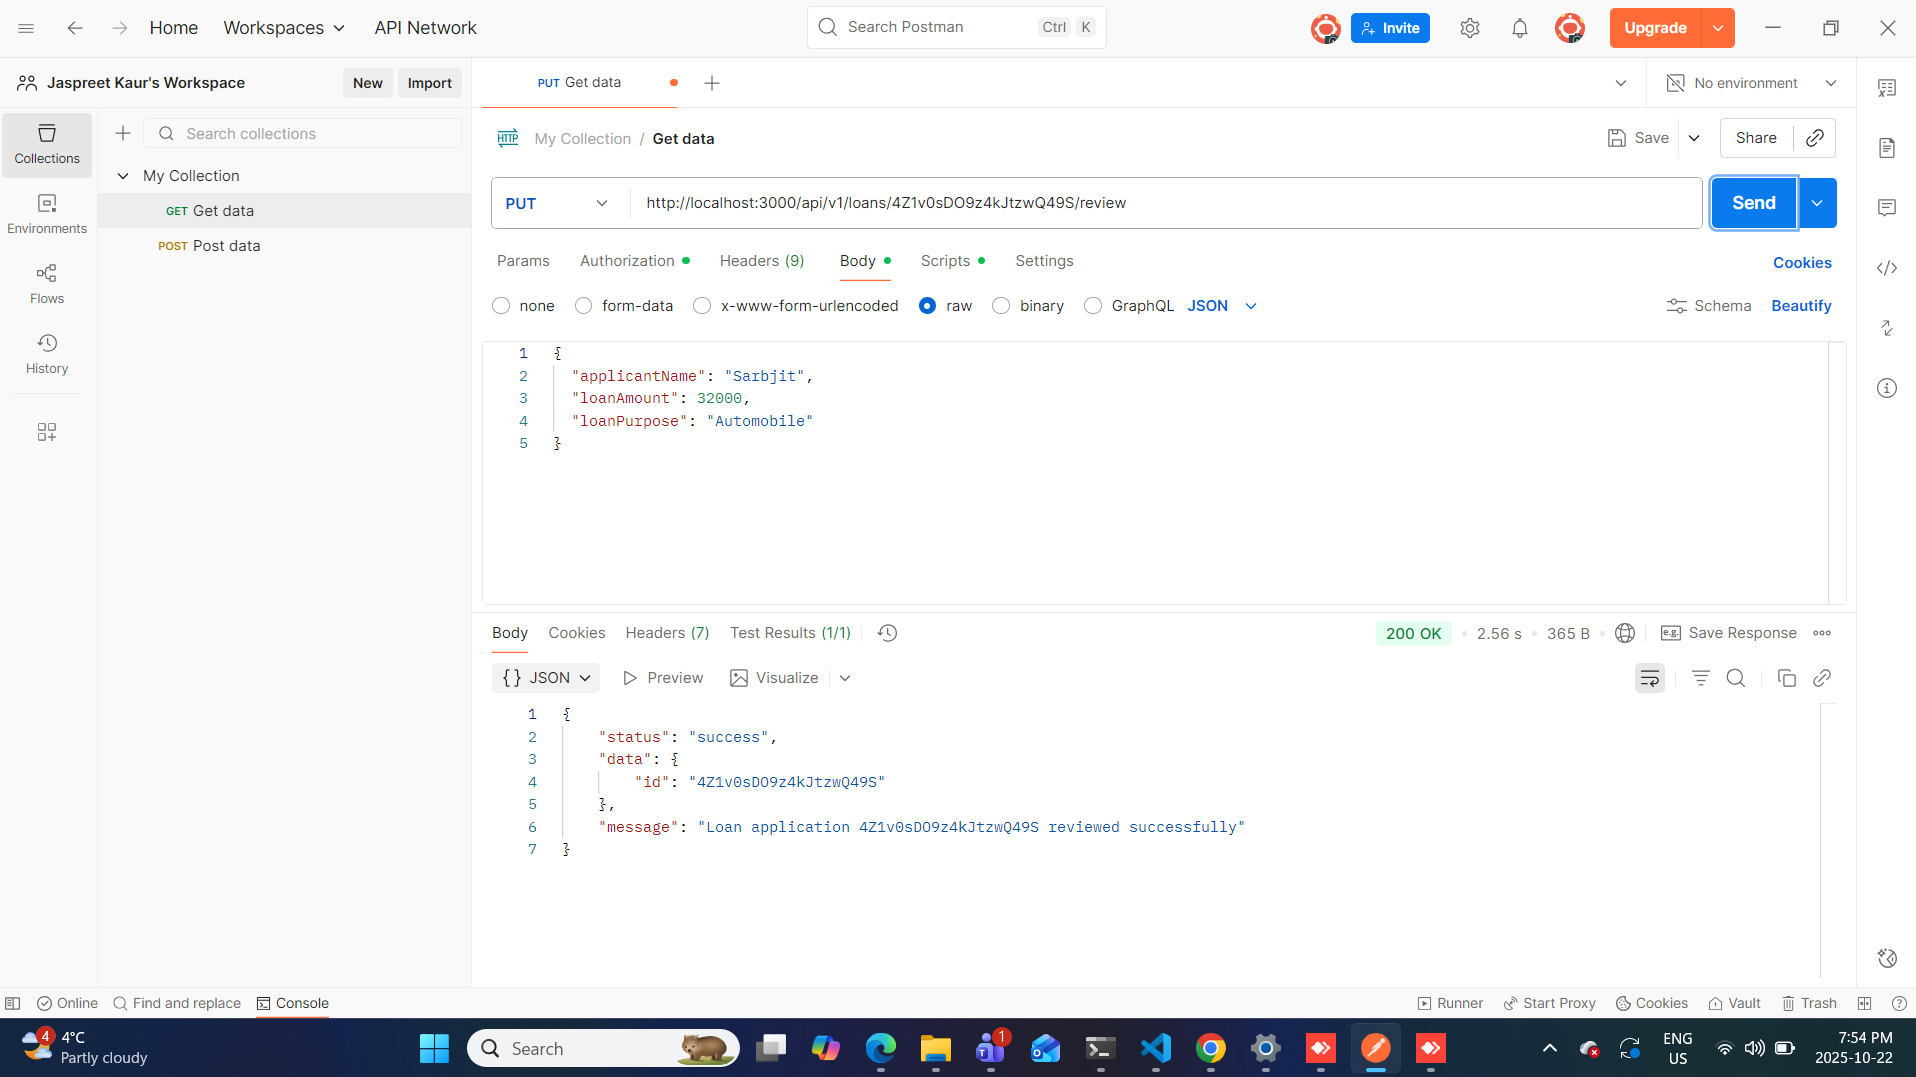 Home
Workspaces
API Network
Search Postman
Ctrl
K
Invite
Upgrade
Jaspreet Kaur's Workspace
New
Import
PUT Get data
No environment
Collections
Search collections
My Collection
GET Get data
POST Post data
Environments
Flows
History
HTTP
My Collection / Get data
Save
Share
PUT
http://localhost:3000/api/v1/loans/4Z1v0sDO9z4kJtzwQ49S/review
Send
Params
Authorization
Headers (9)
Body
Scripts
Settings
Cookies
none
form-data
x-www-form-urlencoded
raw
binary
GraphQL
JSON
Schema
Beautify
1 {
2 "applicantName": "Sarbjit",
3 "loanAmount": 32000,
4 "loanPurpose": "Automobile"
5 }
Body
Cookies
Headers (7)
Test Results (1/1)
200 OK
2.56 s
365 B
e.g. Save Response
{} JSON
Preview
Visualize
1 {
2 "status": "success",
3 "data": {
4 "id": "4Z1v0sDO9z4kJtzwQ49S"
5 },
6 "message": "Loan application 4Z1v0sDO9z4kJtzwQ49S reviewed successfully"
7 }
Online
Find and replace
Console
Runner
Start Proxy
Cookies
Vault
Trash
4
4°C
Partly cloudy
Search
1
ENG
US
7:54 PM
2025-10-22